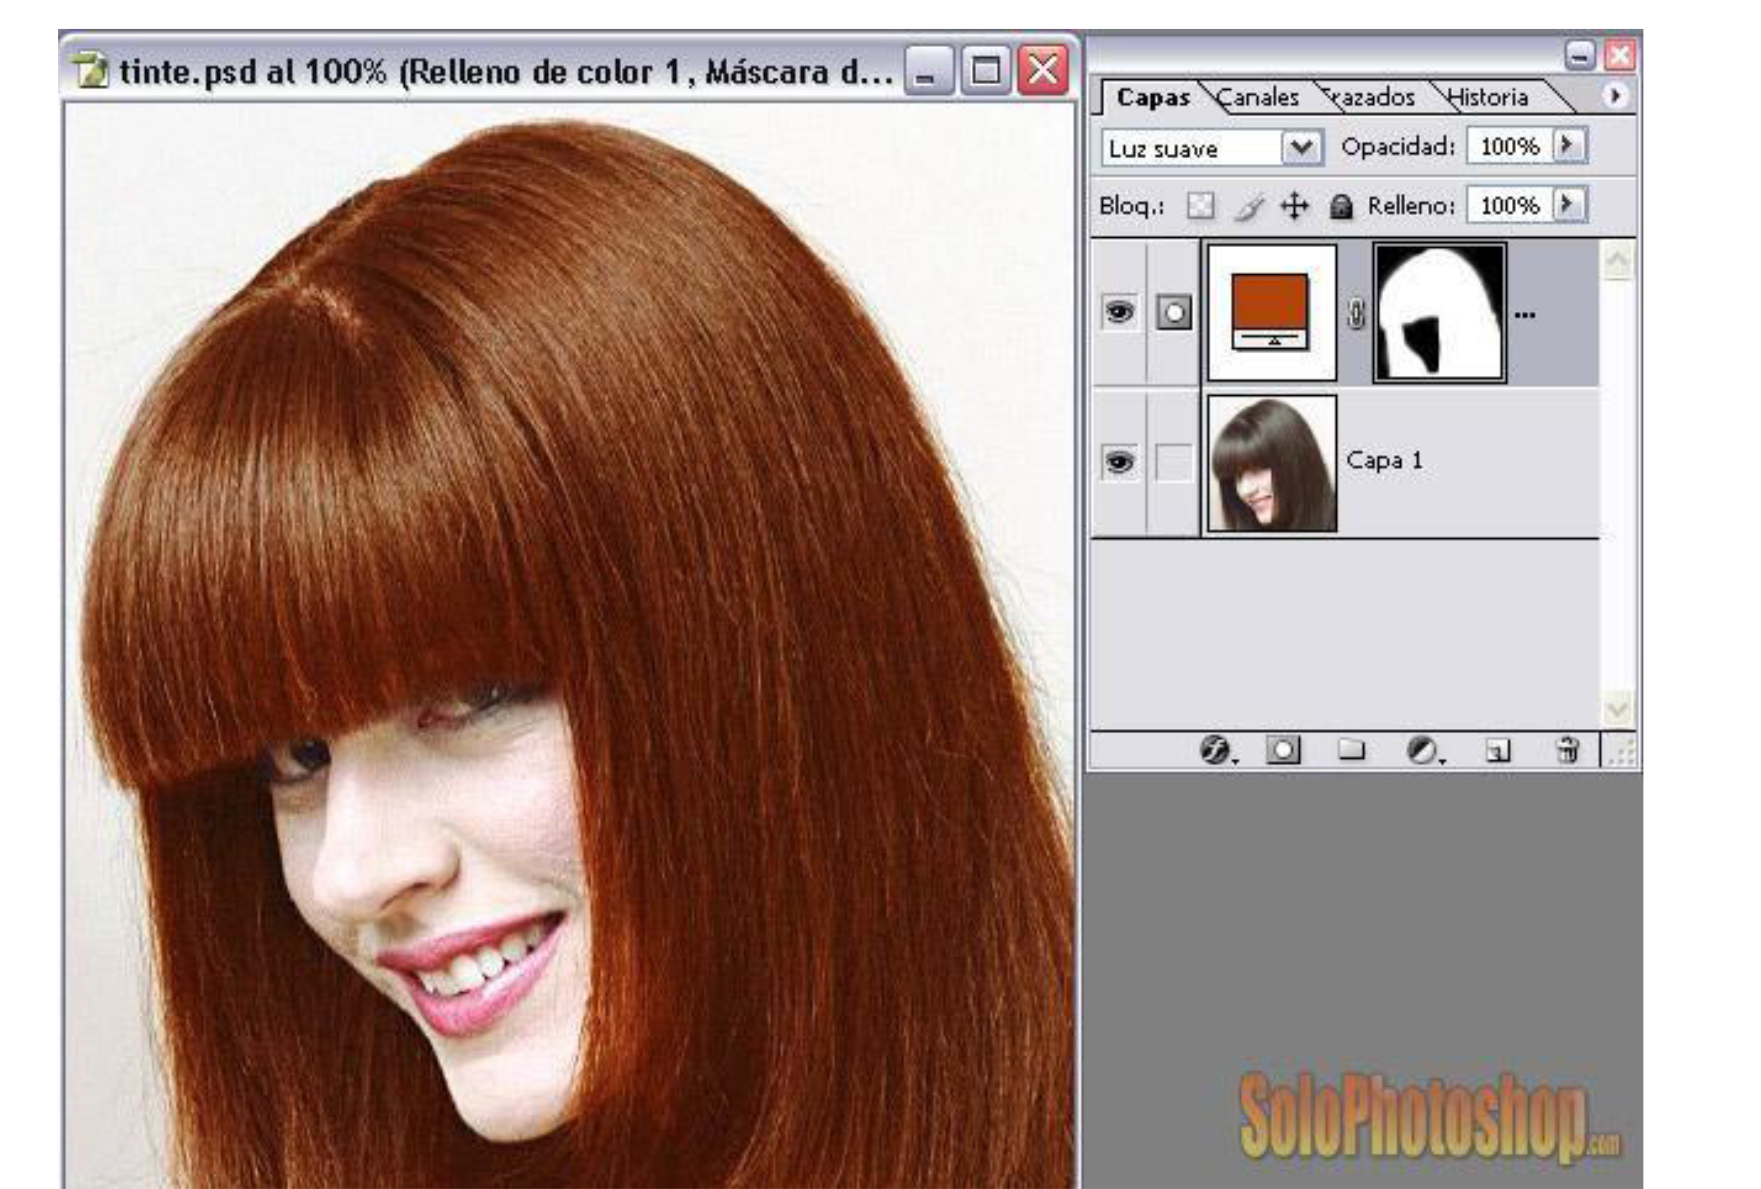 tinte.psd al 100% (Relleno de color 1, Máscara d...
Capas Canales Trazados Historia
Luz suave Opacidad: 100%
Bloq.: Relleno: 100%
...
Capa 1
SoloPhotoshop.com